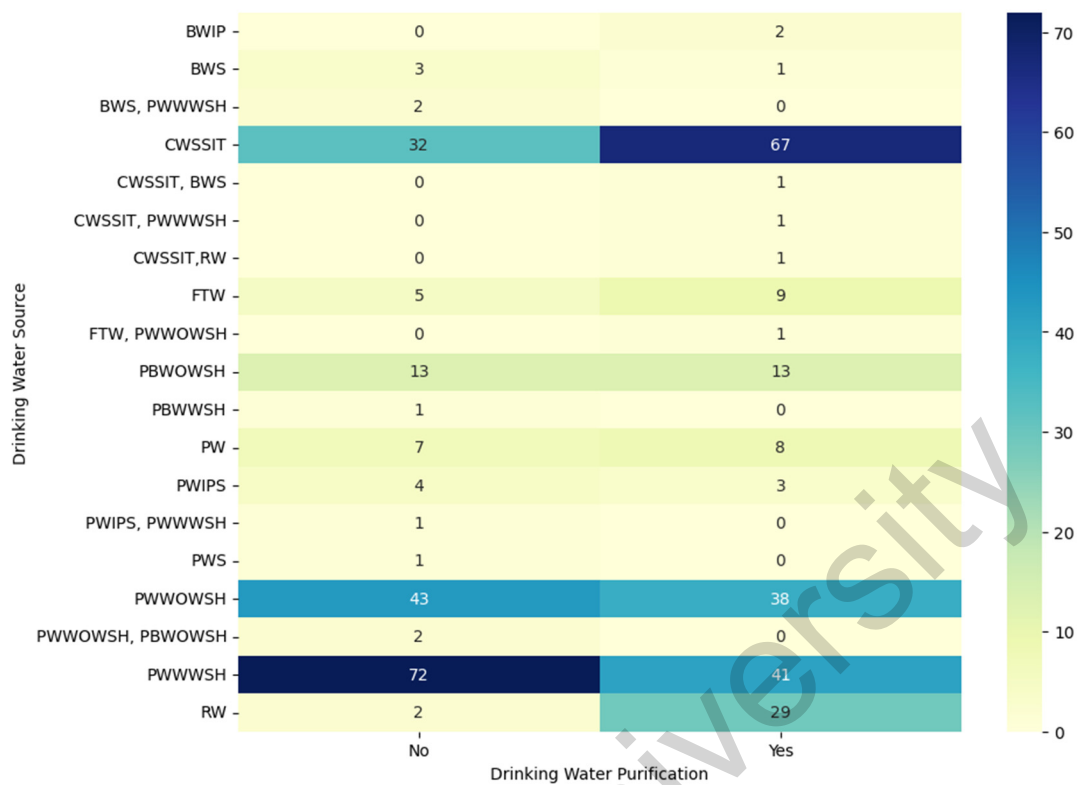 BWIP 0 2
BWS 3 1
BWS, PWWWSH 2 0
CWSSIT 32 67
CWSSIT, BWS 0 1
CWSSIT, PWWWSH 0 1
CWSSIT,RW 0 1
FTW 5 9
FTW, PWWOWSH 0 1
PBWOWSH 13 13
PBWWSH 1 0
PW 7 8
PWIPS 4 3
PWIPS, PWWWSH 1 0
PWS 1 0
PWWOWSH 43 38
PWWOWSH, PBWOWSH 2 0
PWWWSH 72 41
RW 2 29
No Yes
Drinking Water Purification
Drinking Water Source
70
60
50
40
30
20
10
0